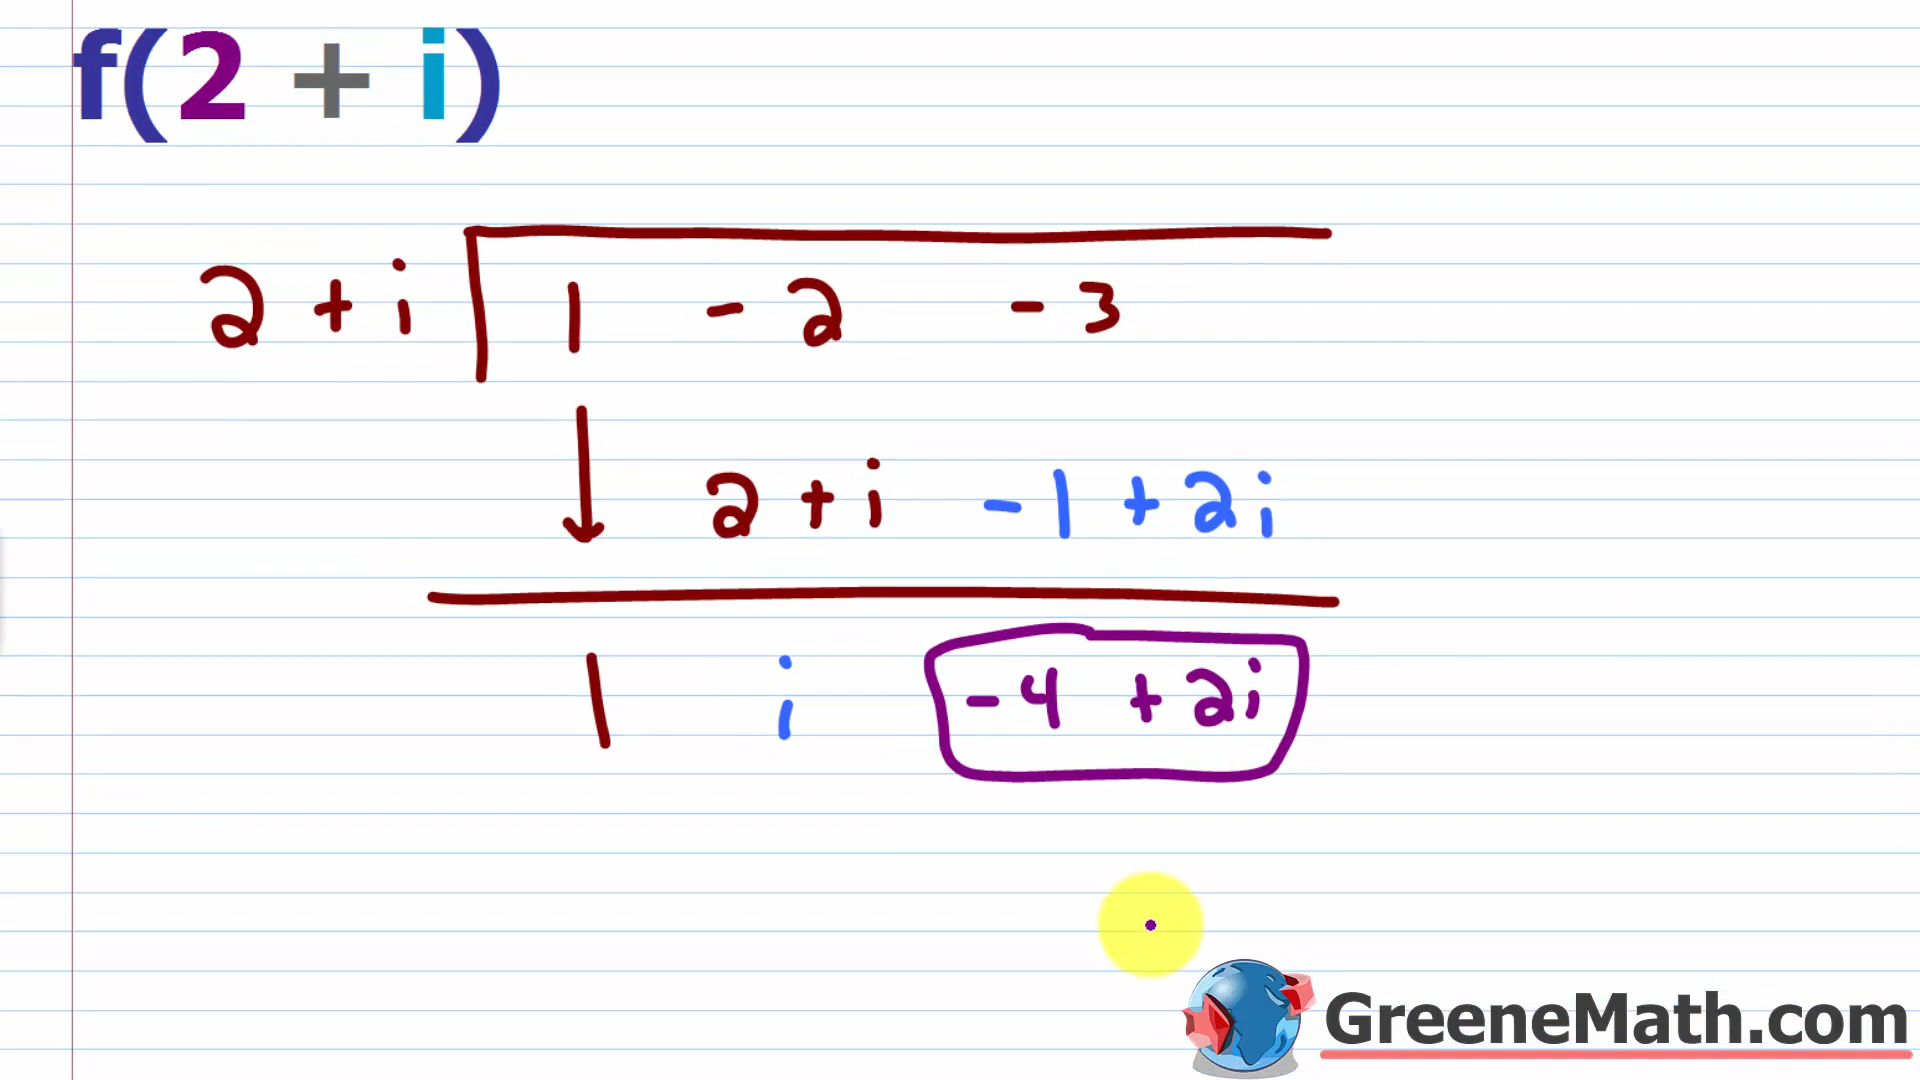 f(2 + i)
2 + i 1 - 2 - 3
2 + i - 1 + 2i
1 i - 4 + 2i
GreeneMath.com